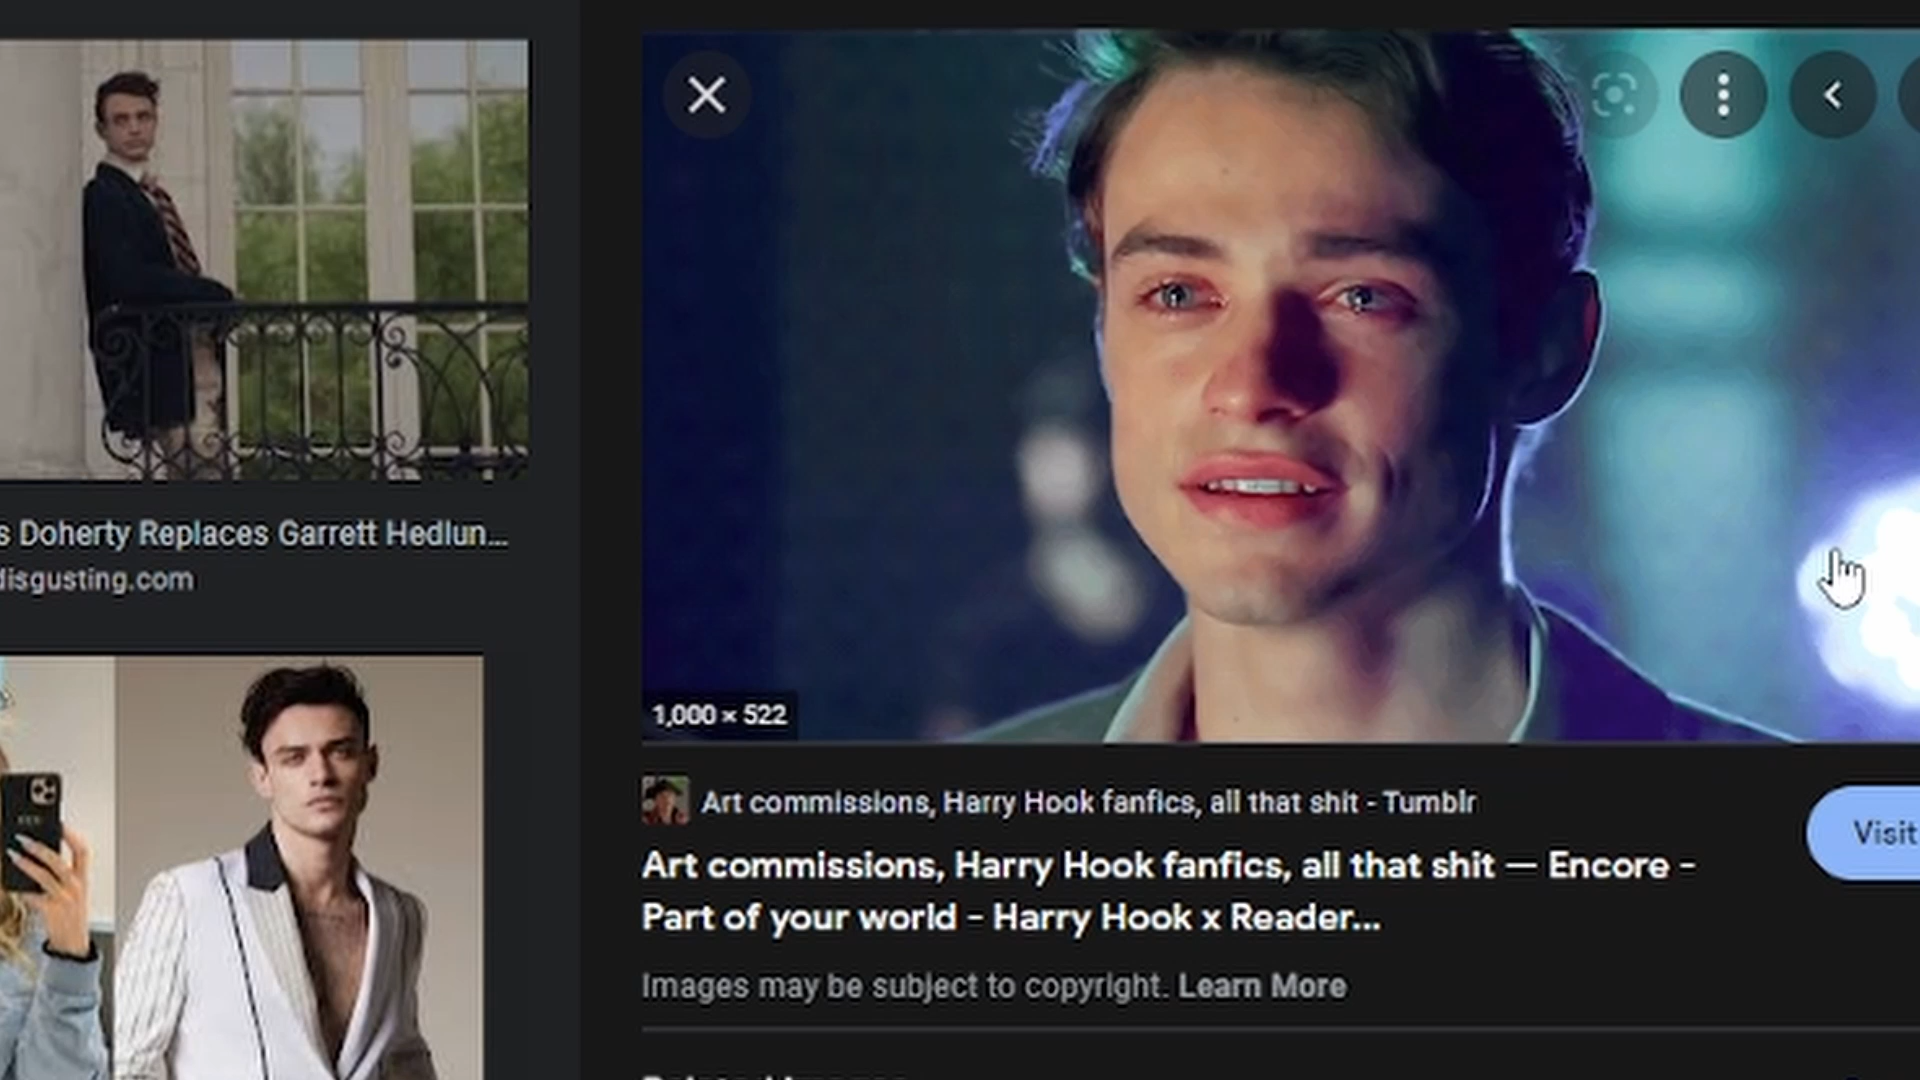 s Doherty Replaces Garrett Hedlun...
disgusting.com
1,000 × 522
Art commissions, Harry Hook fanfics, all that shit - Tumblr
Visit
Art commissions, Harry Hook fanfics, all that shit — Encore -
Part of your world - Harry Hook x Reader...
Images may be subject to copyright. Learn More